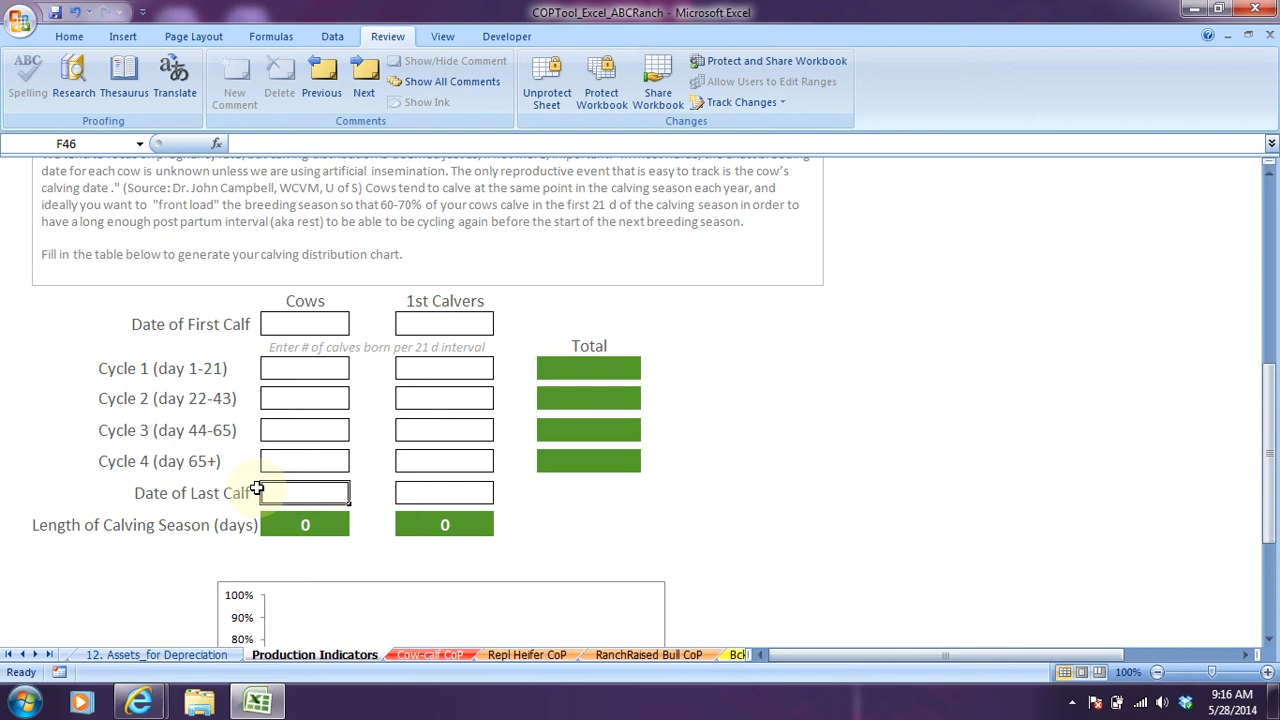 COPTool_Excel_ABCRanch - Microsoft Excel
Home Insert Page Layout Formulas Data Review View Developer
ABC
Spelling
Research
Thesaurus
Translate
Proofing
New Comment
Delete
Previous
Next
Show/Hide Comment
Show All Comments
Show Ink
Comments
Unprotect Sheet
Protect Workbook
Share Workbook
Protect and Share Workbook
Allow Users to Edit Ranges
Track Changes
Changes
F46
fx
date for each cow is unknown unless we are using artificial insemination. The only reproductive event that is easy to track is the cow's
calving date ." (Source: Dr. John Campbell, WCVM, U of S) Cows tend to calve at the same point in the calving season each year, and
ideally you want to "front load" the breeding season so that 60-70% of your cows calve in the first 21 d of the calving season in order to
have a long enough post partum interval (aka rest) to be able to be cycling again before the start of the next breeding season.
Fill in the table below to generate your calving distribution chart.
Cows 1st Calvers
Date of First Calf
Enter # of calves born per 21 d interval Total
Cycle 1 (day 1-21)
Cycle 2 (day 22-43)
Cycle 3 (day 44-65)
Cycle 4 (day 65+)
Date of Last Calf
Length of Calving Season (days) 0 0
100%
90%
80%
12. Assets_for Depreciation Production Indicators Cow-calf CoP Repl Heifer CoP RanchRaised Bull CoP Bck
Ready 100%
9:16 AM
5/28/2014